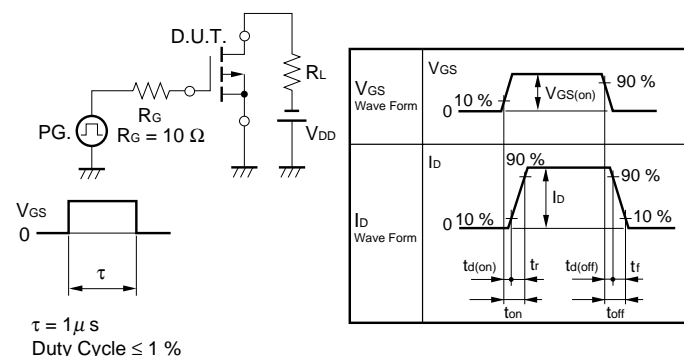 D.U.T.
RL
RG
RG = 10 Ω
PG.
VDD
VGS
0
τ
τ = 1μ s
Duty Cycle ≤ 1 %
VGS
Wave Form
VGS
10 %
0
VGS(on)
90 %
ID
Wave Form
ID
90 %
90 %
ID
0 10 %
10 %
td(on)
tr
td(off)
tf
ton
toff